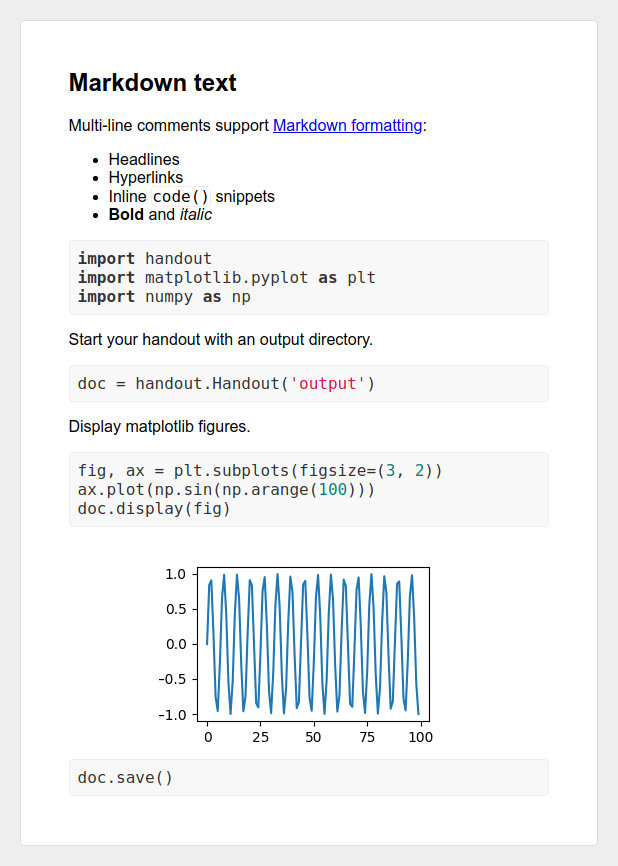 Markdown text
Multi-line comments support Markdown formatting:
• Headlines
• Hyperlinks
• Inline code() snippets
• Bold and italic
import handout
import matplotlib.pyplot as plt
import numpy as np
Start your handout with an output directory.
doc = handout.Handout('output')
Display matplotlib figures.
fig, ax = plt.subplots(figsize=(3, 2))
ax.plot(np.sin(np.arange(100)))
doc.display(fig)
1.0
0.5
0.0
−0.5
−1.0
0 25 50 75 100
doc.save()